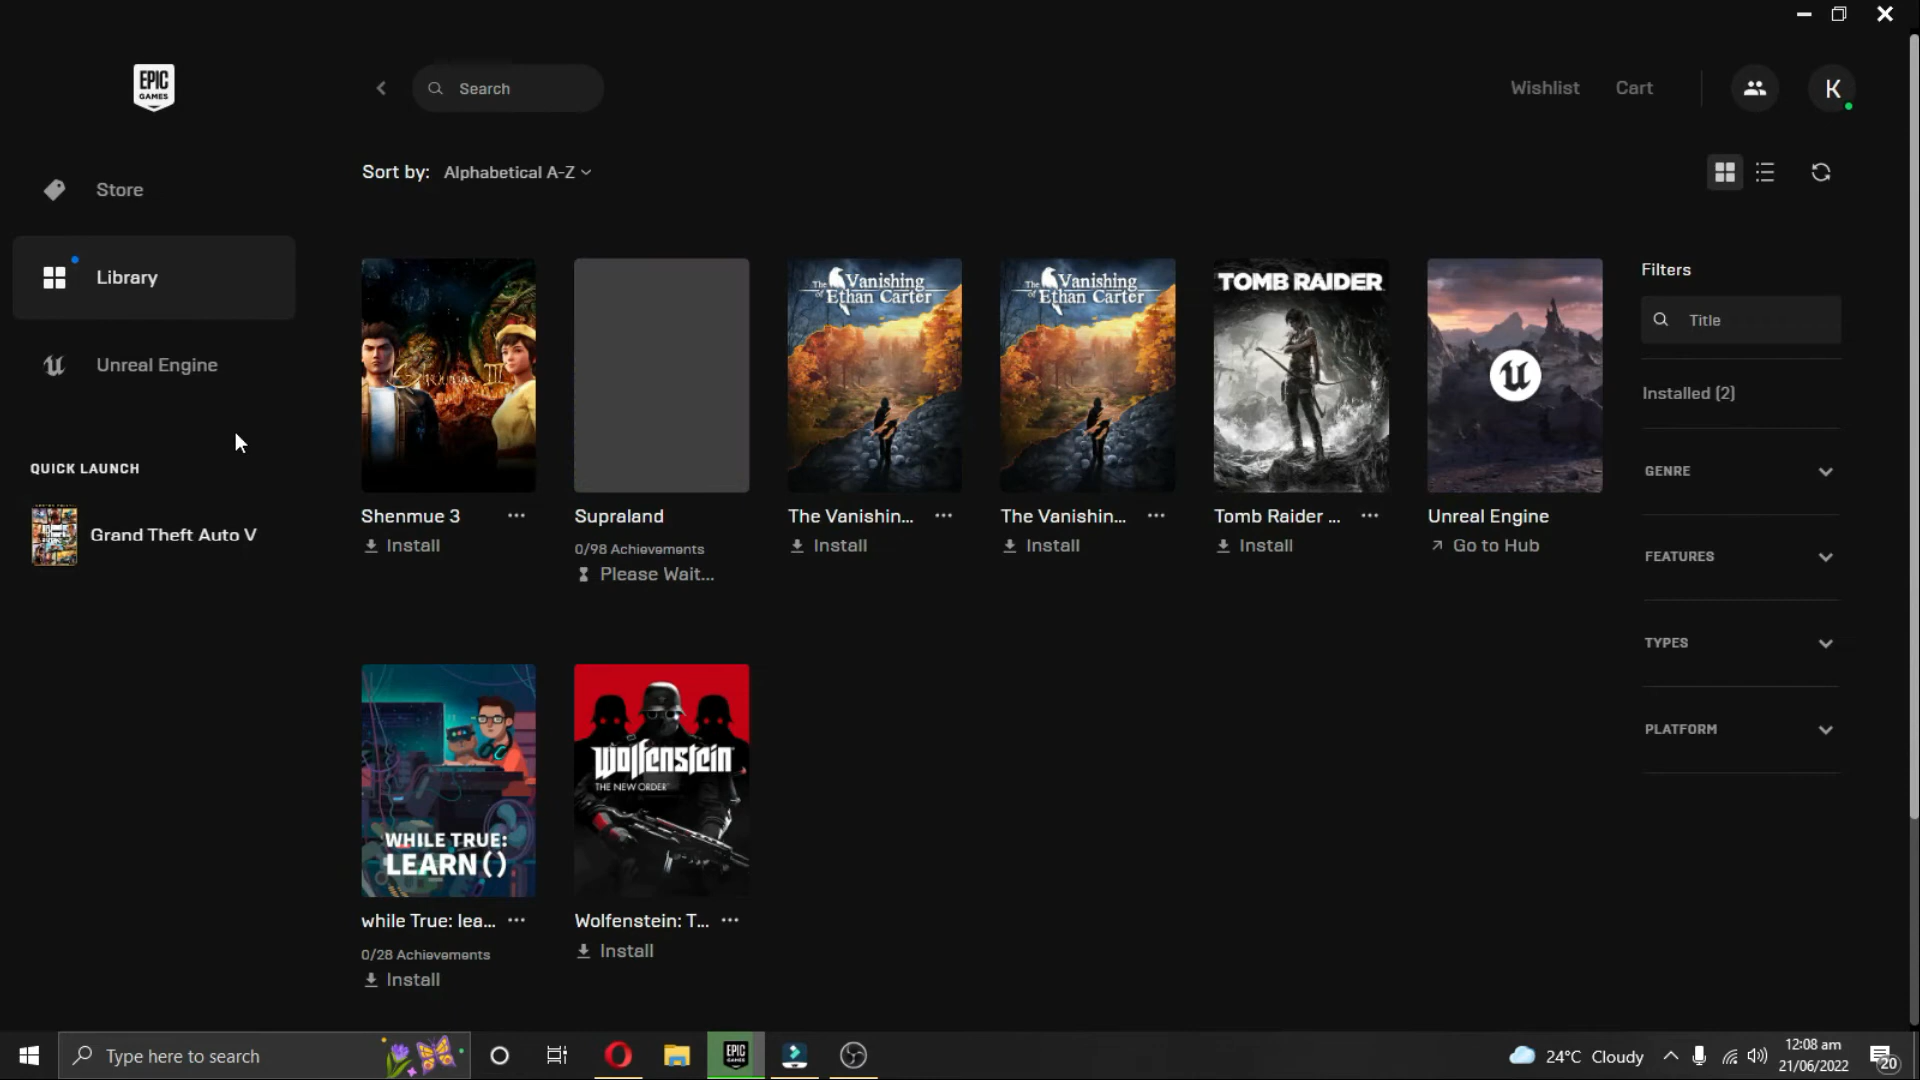 EPIC
GAMES
Search
Wishlist
Cart
K
Sort by: Alphabetical A-Z
Store
Library
Unreal Engine
QUICK LAUNCH
Grand Theft Auto V
The Vanishing
of Ethan Carter
The Vanishing
of Ethan Carter
TOMB RAIDER
Shenmue 3
Install
Supraland
0/98 Achievements
Please Wait...
The Vanishin...
Install
The Vanishin...
Install
Tomb Raider ...
Install
Unreal Engine
Go to Hub
Filters
Title
Installed (2)
GENRE
FEATURES
TYPES
PLATFORM
WHILE TRUE:
LEARN()
Wolfenstein
THE NEW ORDER
while True: lea...
0/28 Achievements
Install
Wolfenstein: T...
Install
Type here to search
EPIC
GAMES
24°C Cloudy
12:08 am
21/06/2022
20